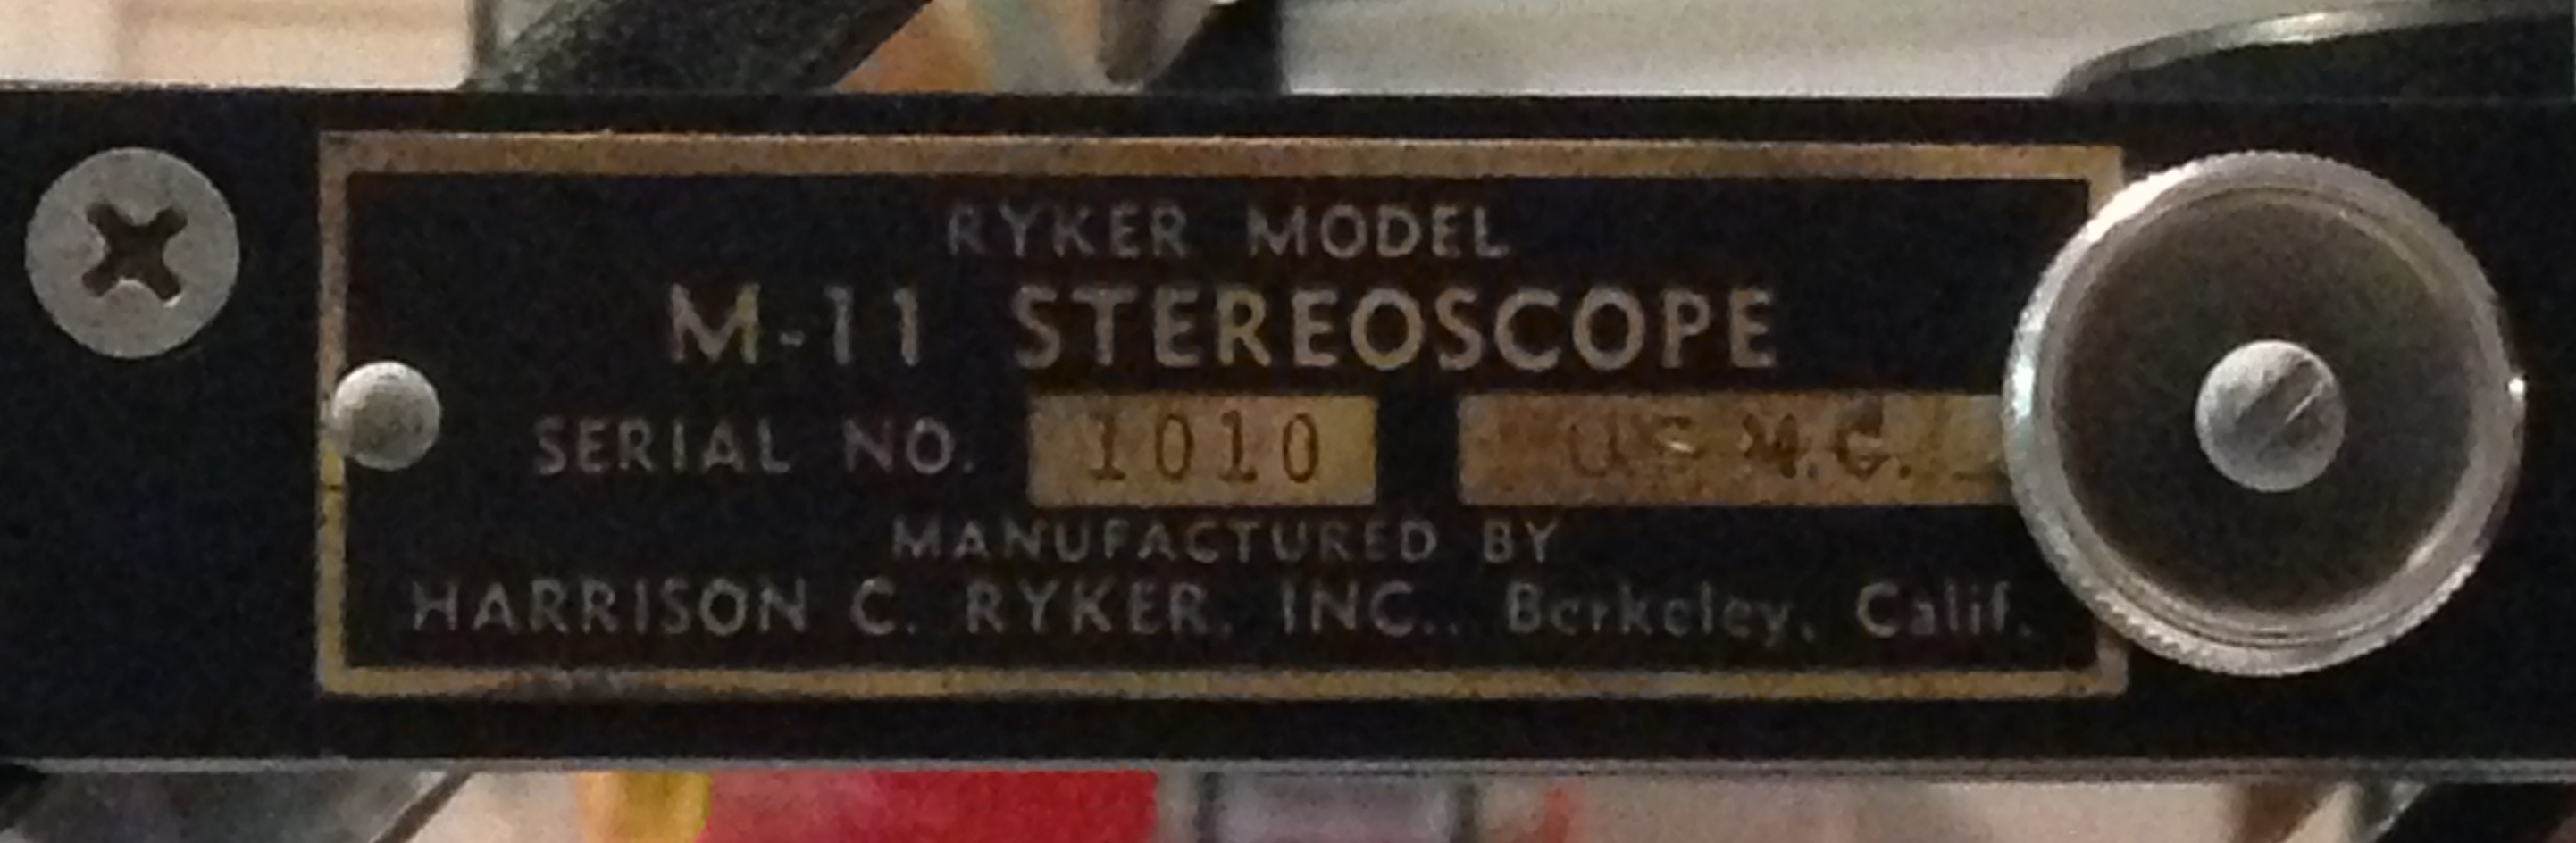 RYKER MODEL
M-11 STEREOSCOPE
SERIAL NO. 1010 U S M.C.
MANUFACTURED BY
HARRISON C. RYKER, INC., Berkeley, Calif.